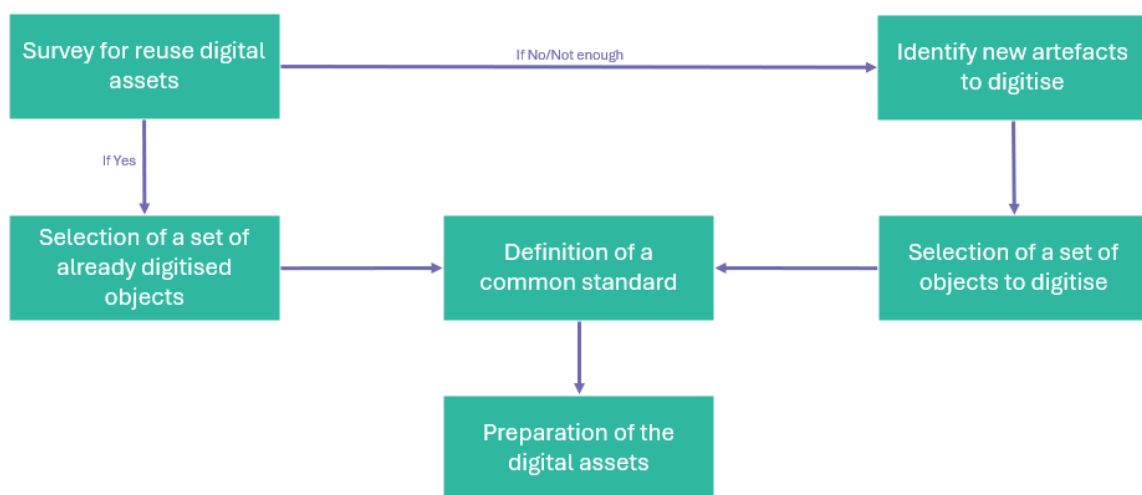 Survey for reuse digital
assets
If No/Not enough
Identify new artefacts
to digitise
If Yes
Selection of a set of
already digitised
objects
Definition of a
common standard
Selection of a set of
objects to digitise
Preparation of the
digital assets